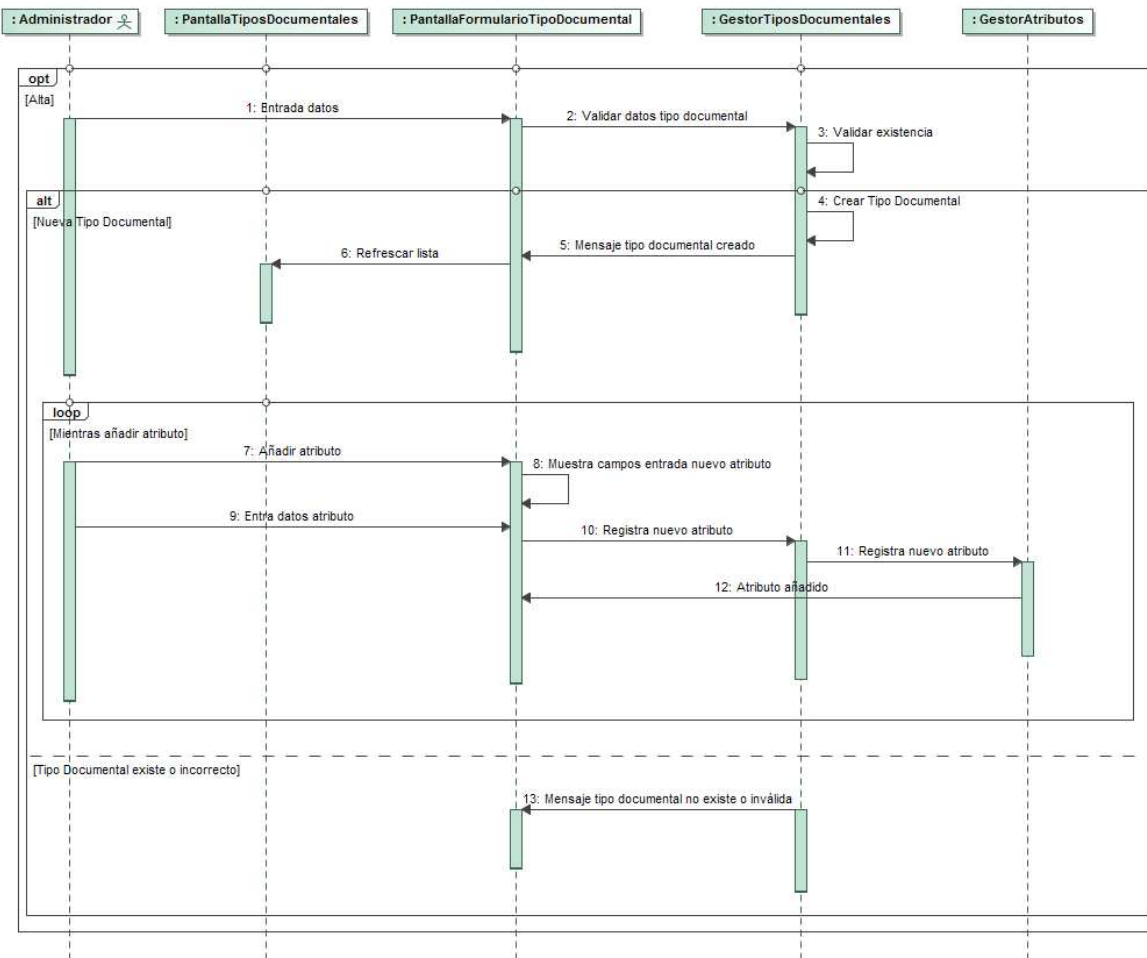 : Administrador
: PantallaTiposDocumentales
: PantallaFormularioTipoDocumental
: GestorTiposDocumentales
: GestorAtributos
opt
[Alta]
1: Entrada datos
2: Validar datos tipo documental
3: Validar existencia
alt
[Nueva Tipo Documental]
4: Crear Tipo Documental
5: Mensaje tipo documental creado
6: Refrescar lista
loop
[Mientras añadir atributo]
7: Añadir atributo
8: Muestra campos entrada nuevo atributo
9: Entra datos atributo
10: Registra nuevo atributo
11: Registra nuevo atributo
12: Atributo añadido
[Tipo Documental existe o incorrecto]
13: Mensaje tipo documental no existe o inválida